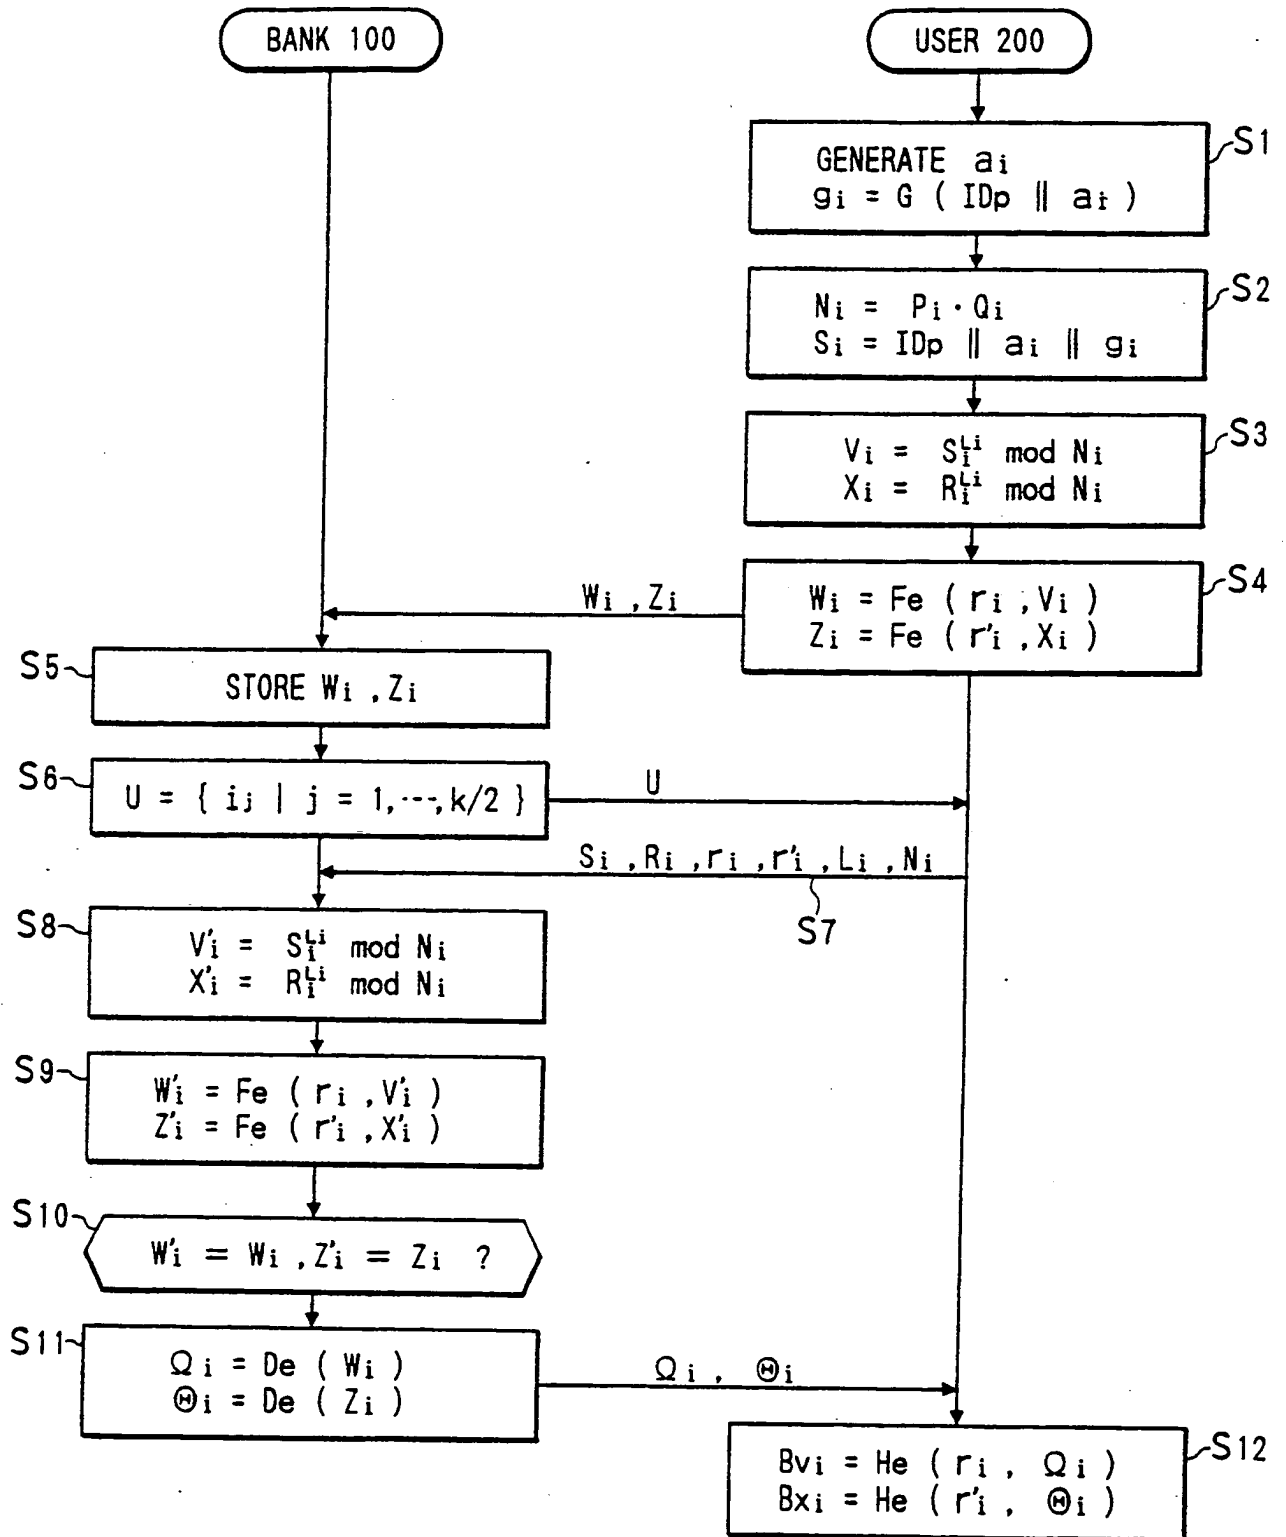 BANK 100
USER 200
S1
GENERATE ai
gi = G ( IDp ‖ ai )
S2
Ni = Pi · Qi
Si = IDp ‖ ai ‖ gi
S3
Vi = Si^Li mod Ni
Xi = Ri^Li mod Ni
S4
Wi = Fe ( ri , Vi )
Zi = Fe ( r'i , Xi )
Wi , Zi
S5
STORE Wi , Zi
S6
U = { ij | j = 1, ---, k/2 }
U
Si , Ri , ri , r'i , Li , Ni
S7
S8
V'i = Si^Li mod Ni
X'i = Ri^Li mod Ni
S9
W'i = Fe ( ri , V'i )
Z'i = Fe ( r'i , X'i )
S10
W'i = Wi , Z'i = Zi ?
S11
Ωi = De ( Wi )
Θi = De ( Zi )
Ωi , Θi
S12
Bvi = He ( ri , Ωi )
Bxi = He ( r'i , Θi )